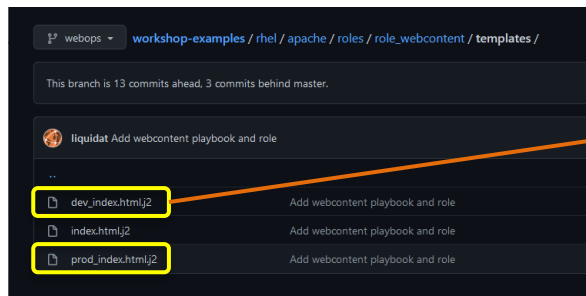 webops workshop-examples / rhel / apache / roles / role_webcontent / templates /
This branch is 13 commits ahead, 3 commits behind master.
liquidat Add webcontent playbook and role
..
dev_index.html.j2 Add webcontent playbook and role
index.html.j2 Add webcontent playbook and role
prod_index.html.j2 Add webcontent playbook and role